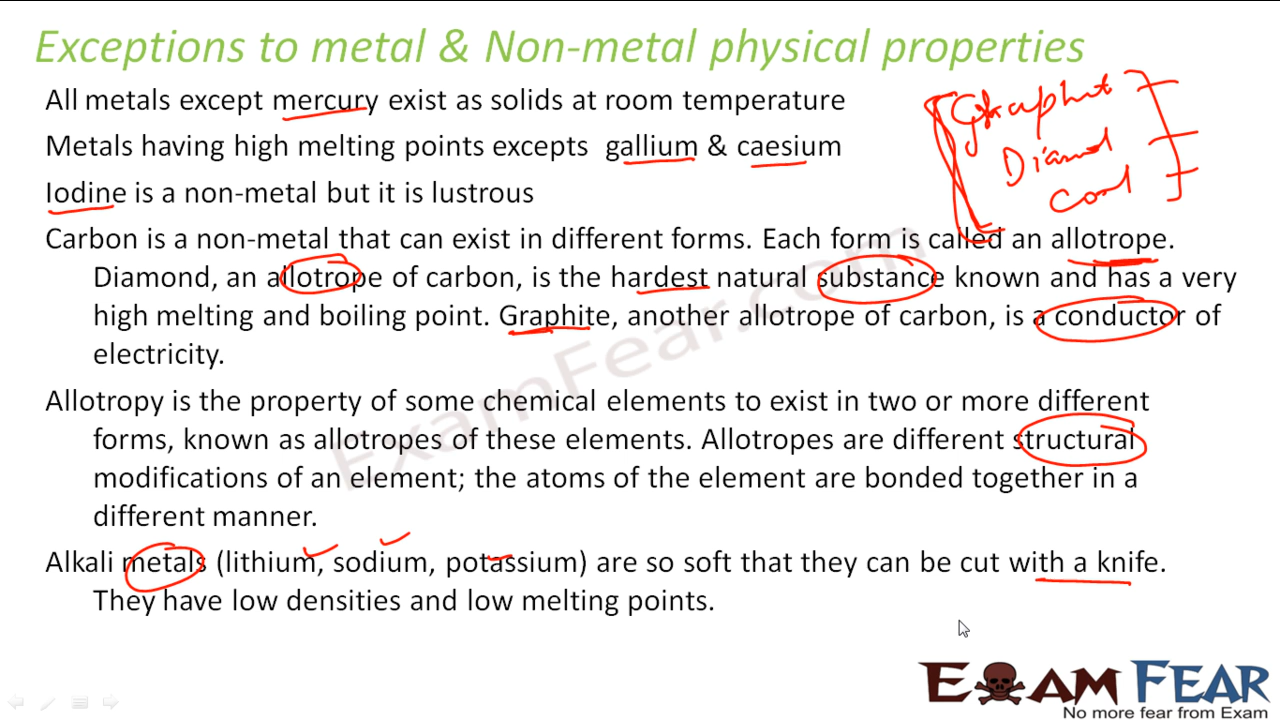 Exceptions to metal & Non-metal physical properties
All metals except mercury exist as solids at room temperature
Metals having high melting points excepts gallium & caesium
Iodine is a non-metal but it is lustrous
Graphit
Diamond
Coal
Carbon is a non-metal that can exist in different forms. Each form is called an allotrope.
Diamond, an allotrope of carbon, is the hardest natural substance known and has a very
high melting and boiling point. Graphite, another allotrope of carbon, is a conductor of
electricity.
Allotropy is the property of some chemical elements to exist in two or more different
forms, known as allotropes of these elements. Allotropes are different structural
modifications of an element; the atoms of the element are bonded together in a
different manner.
Alkali metals (lithium, sodium, potassium) are so soft that they can be cut with a knife.
They have low densities and low melting points.
ExamFear.com
EXAM FEAR
No more fear from Exam